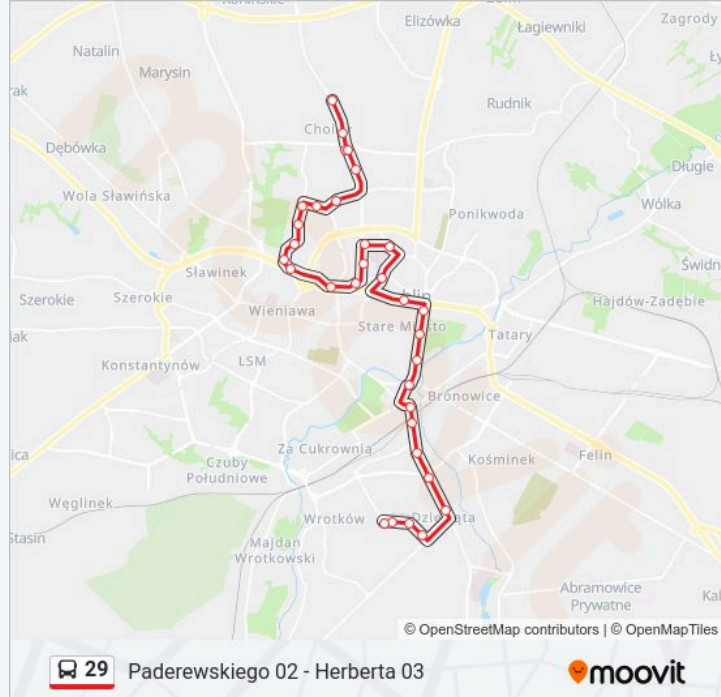 Elizówka
Łagiewniki
Zagrody
Natalin
Marysin
Rudnik
Dębówka
Długie
Wola Sławińska
Wólka
Ponikwoda
Sławinek
Szerokie
Szerokie
Hajdów-Zadębie
Wieniawa
Stare Miasto
Tatary
Konstantynów
LSM
Bronowice
Za Cukrownią
Felin
Kośminek
Czuby
Południowe
Węglinek
Wrotków
Stasin
Majdan
Wrotkowski
Abramowice
Prywatne
© OpenStreetMap contributors | © OpenMapTiles
29 Paderewskiego 02 - Herberta 03
moovit